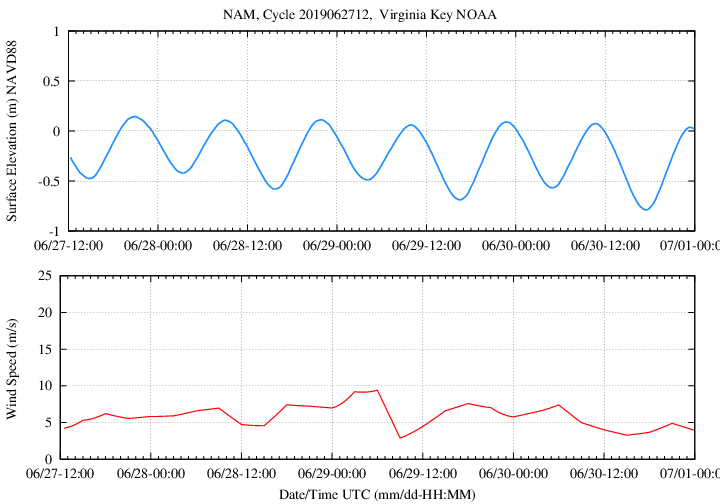 NAM, Cycle 2019062712,  Virginia Key NOAA
Surface Elevation (m) NAVD88
1
0.5
0
-0.5
-1
06/27-12:00 06/28-00:00 06/28-12:00 06/29-00:00 06/29-12:00 06/30-00:00 06/30-12:00 07/01-00:0
Wind Speed (m/s)
25
20
15
10
5
0
06/27-12:00 06/28-00:00 06/28-12:00 06/29-00:00 06/29-12:00 06/30-00:00 06/30-12:00 07/01-00:0
Date/Time UTC (mm/dd-HH:MM)